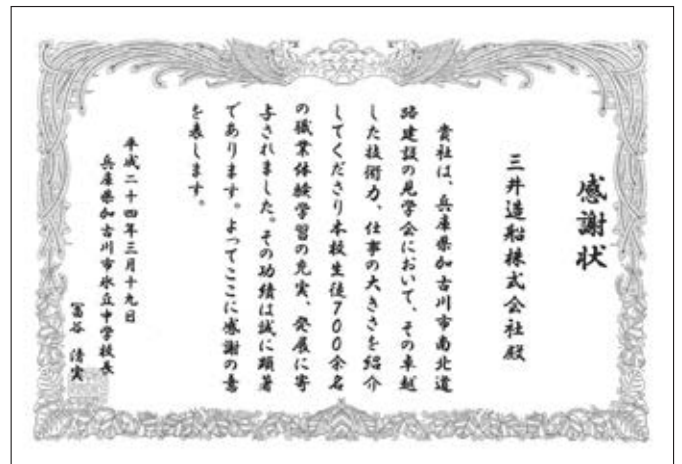 感謝状
三井造船株式会社殿
貴社は、兵庫県加古川市南北道
路建設の見学会において、その卓越
した技術力、仕事の大きさを紹介
してくださり本校生徒700余名
の職業体験学習の充実、発展に寄
与されました。その功績は誠に顕著
であります。よってここに感謝の意
を表します。
平成二十四年三月十九日
兵庫県加古川市氷丘中学校長
冨谷 清実